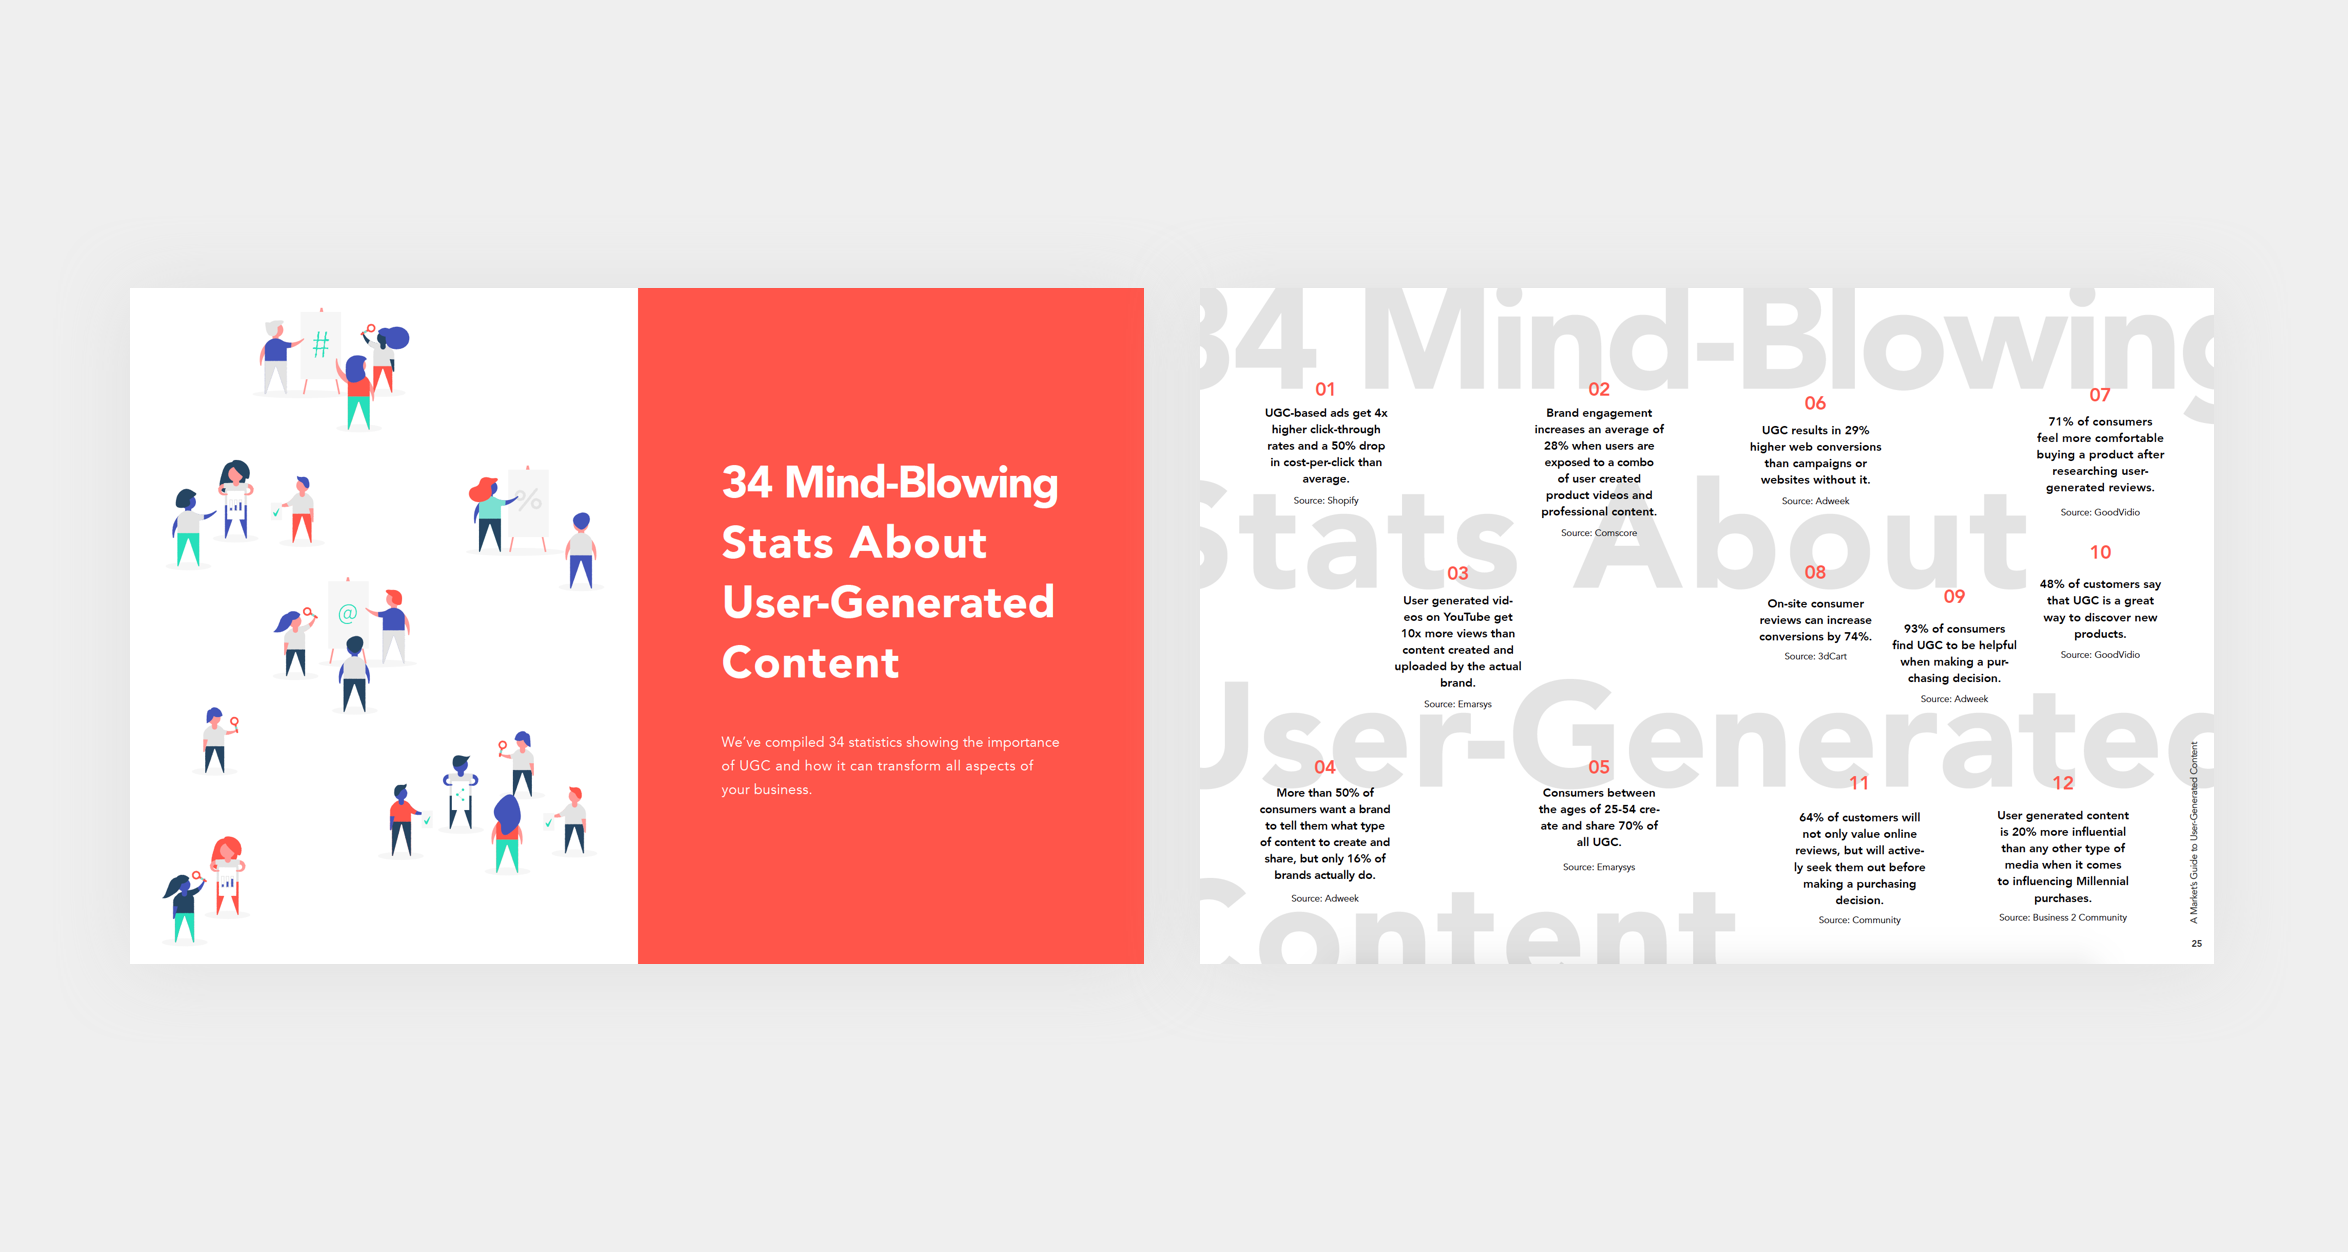 #
%
@
34 Mind-Blowing
Stats About
User-Generated
Content
We've compiled 34 statistics showing the importance
of UGC and how it can transform all aspects of
your business.
34 Mind-Blowing
Stats About
User-Generated
Content
01
UGC-based ads get 4x
higher click-through
rates and a 50% drop
in cost-per-click than
average.
Source: Shopify
02
Brand engagement
increases an average of
28% when users are
exposed to a combo
of user created
product videos and
professional content.
Source: Comscore
03
User generated vid-
eos on YouTube get
10x more views than
content created and
uploaded by the actual
brand.
Source: Emarsys
04
More than 50% of
consumers want a brand
to tell them what type
of content to create and
share, but only 16% of
brands actually do.
Source: Adweek
05
Consumers between
the ages of 25-54 cre-
ate and share 70% of
all UGC.
Source: Emarysys
06
UGC results in 29%
higher web conversions
than campaigns or
websites without it.
Source: Adweek
07
71% of consumers
feel more comfortable
buying a product after
researching user-
generated reviews.
Source: GoodVidio
08
On-site consumer
reviews can increase
conversions by 74%.
Source: 3dCart
09
93% of consumers
find UGC to be helpful
when making a pur-
chasing decision.
Source: Adweek
10
48% of customers say
that UGC is a great
way to discover new
products.
Source: GoodVidio
11
64% of customers will
not only value online
reviews, but will active-
ly seek them out before
making a purchasing
decision.
Source: Community
12
User generated content
is 20% more influential
than any other type of
media when it comes
to influencing Millennial
purchases.
Source: Business 2 Community
A Market's Guide to User-Generated Content
25